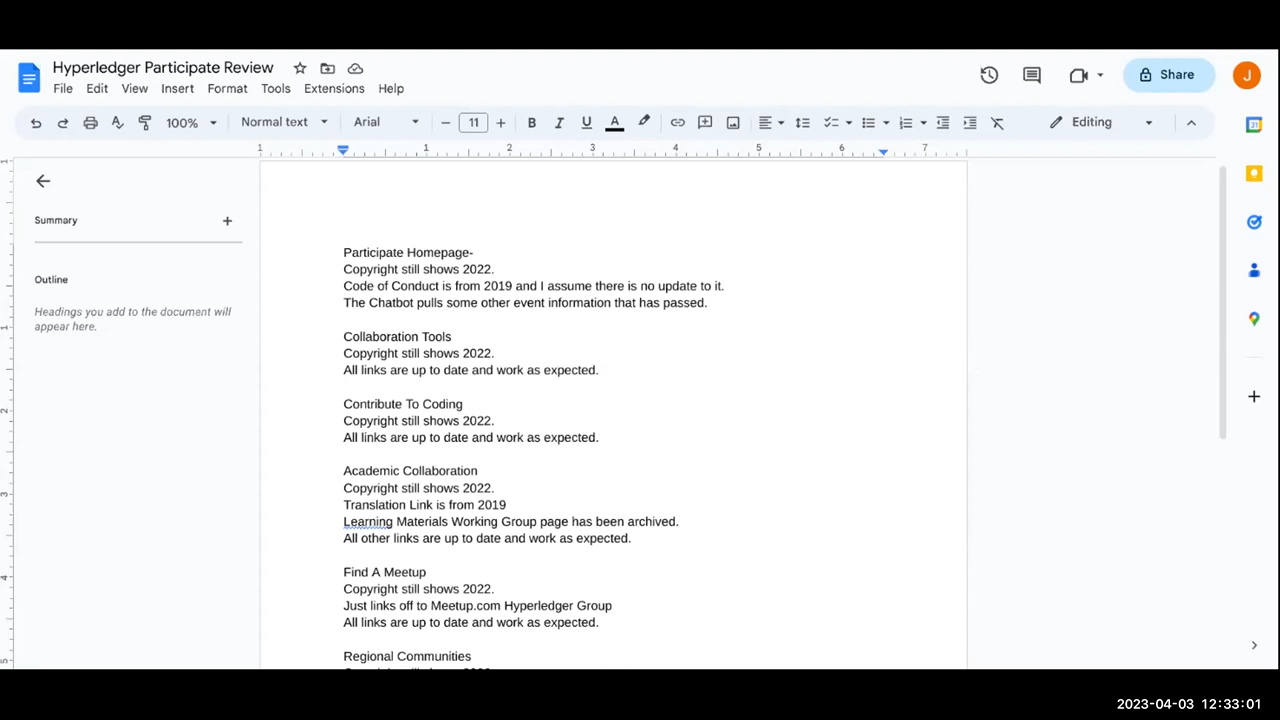 Hyperledger Participate Review
File Edit View Insert Format Tools Extensions Help
Share
J
100% Normal text Arial 11 Editing
1 1 2 3 4 5 6 7
Summary
Outline
Headings you add to the document will
appear here.
Participate Homepage-
Copyright still shows 2022.
Code of Conduct is from 2019 and I assume there is no update to it.
The Chatbot pulls some other event information that has passed.
Collaboration Tools
Copyright still shows 2022.
All links are up to date and work as expected.
Contribute To Coding
Copyright still shows 2022.
All links are up to date and work as expected.
Academic Collaboration
Copyright still shows 2022.
Translation Link is from 2019
Learning Materials Working Group page has been archived.
All other links are up to date and work as expected.
Find A Meetup
Copyright still shows 2022.
Just links off to Meetup.com Hyperledger Group
All links are up to date and work as expected.
Regional Communities
2023-04-03 12:33:01